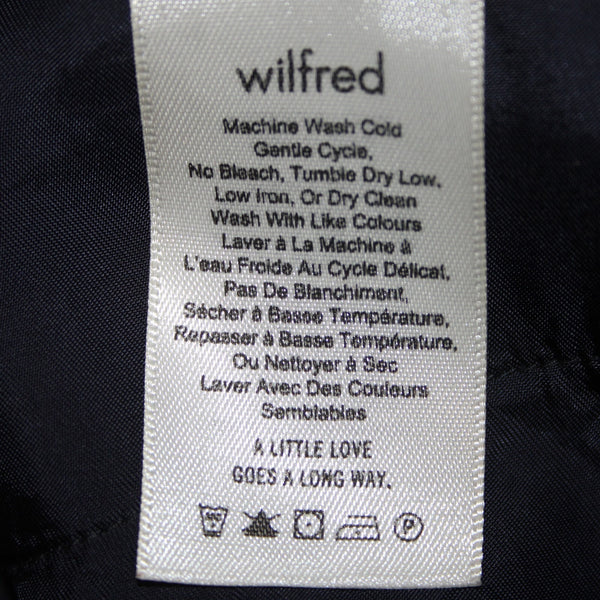 wilfred
Machine Wash Cold
Gentle Cycle,
No Bleach, Tumble Dry Low,
Low Iron, Or Dry Clean
Wash With Like Colours
Laver à La Machine à
L'eau Froide Au Cycle Délicat,
Pas De Blanchiment,
Sécher à Basse Température,
Repasser à Basse Température,
Ou Nettoyer à Sec
Laver Avec Des Couleurs
Semblables
A LITTLE LOVE
GOES A LONG WAY.
P